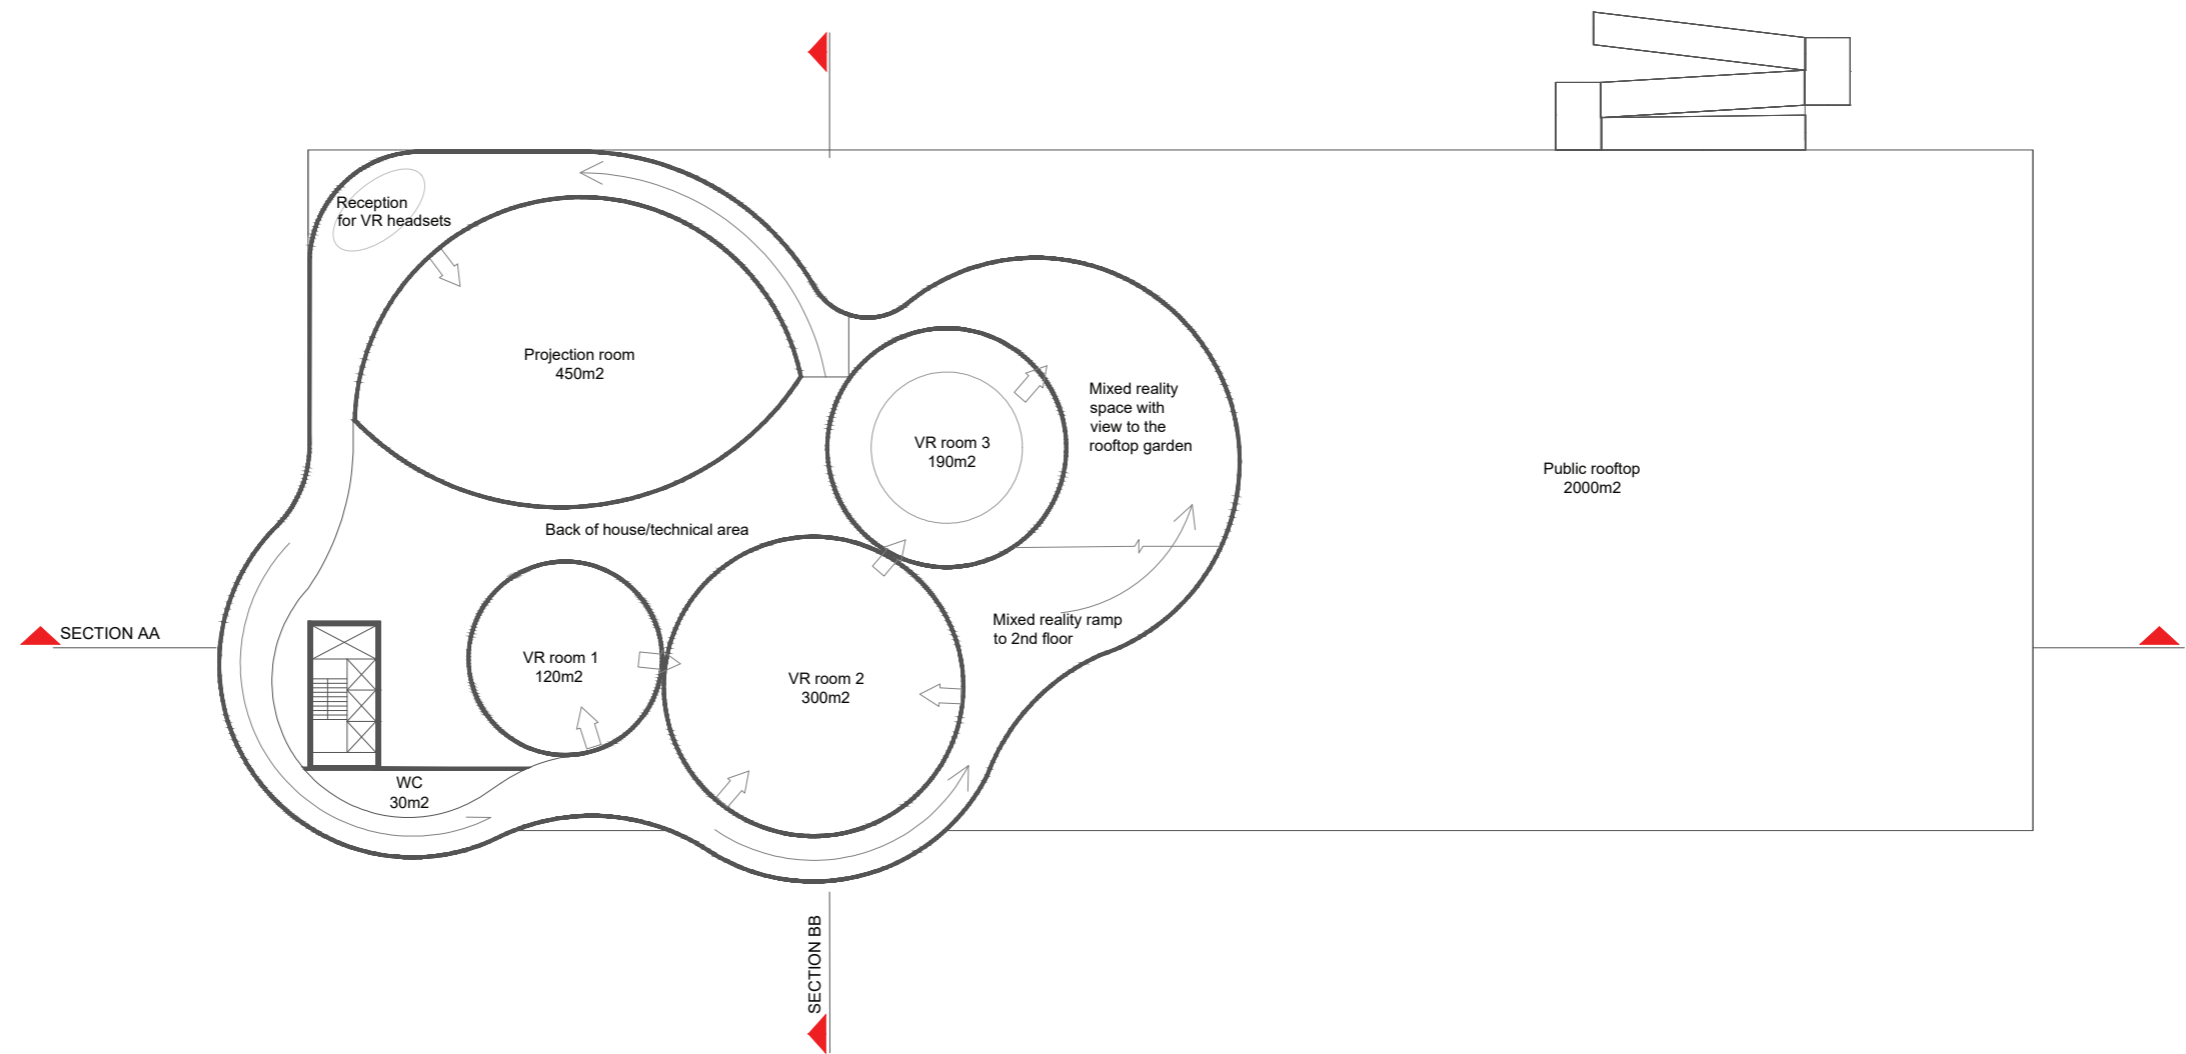 Reception
for VR headsets
Projection room
450m2
Mixed reality
space with
view to the
rooftop garden
VR room 3
190m2
Public rooftop
2000m2
Back of house/technical area
SECTION AA
Mixed reality ramp
to 2nd floor
VR room 1
120m2
VR room 2
300m2
WC
30m2
SECTION BB